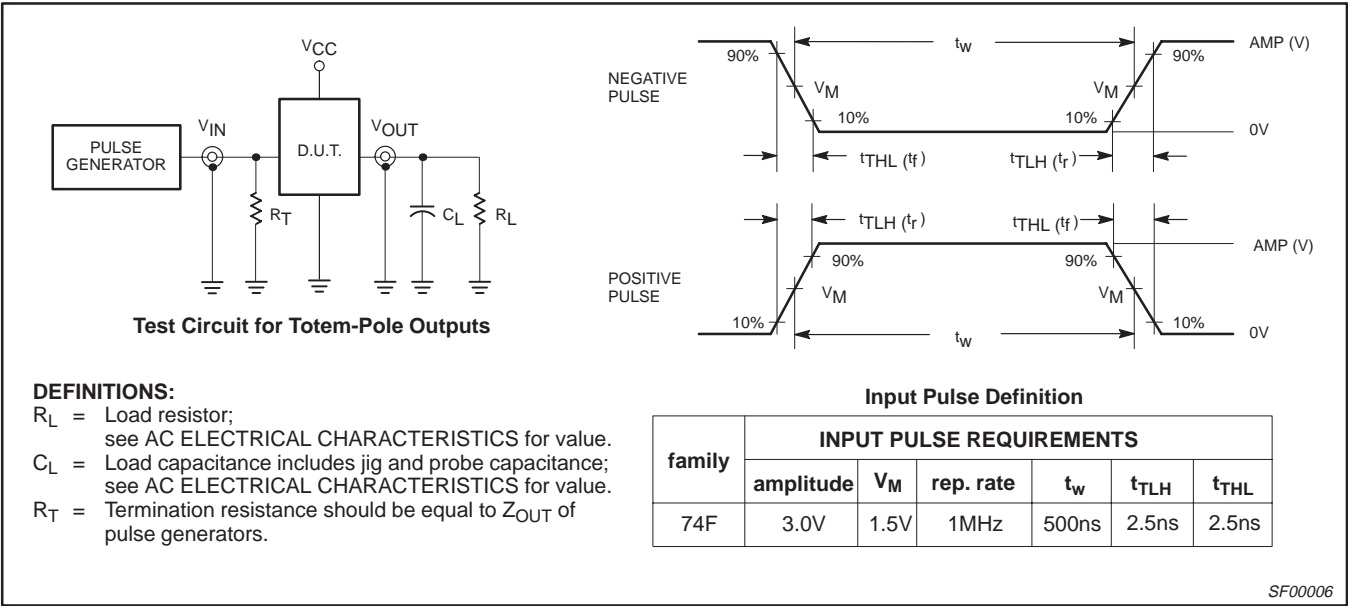 VCC
PULSE GENERATOR
VIN
D.U.T.
VOUT
RT
CL
RL
Test Circuit for Totem-Pole Outputs
NEGATIVE PULSE
90%
tw
90%
AMP (V)
VM
VM
10%
10%
0V
tTHL (tf)
tTLH (tr)
tTLH (tr)
tTHL (tf)
AMP (V)
POSITIVE PULSE
90%
90%
VM
VM
10%
10%
tw
0V
Input Pulse Definition
DEFINITIONS:
RL = Load resistor;
see AC ELECTRICAL CHARACTERISTICS for value.
CL = Load capacitance includes jig and probe capacitance;
see AC ELECTRICAL CHARACTERISTICS for value.
RT = Termination resistance should be equal to ZOUT of
pulse generators.
family
INPUT PULSE REQUIREMENTS
amplitude VM rep. rate tw tTLH tTHL
74F 3.0V 1.5V 1MHz 500ns 2.5ns 2.5ns
SF00006